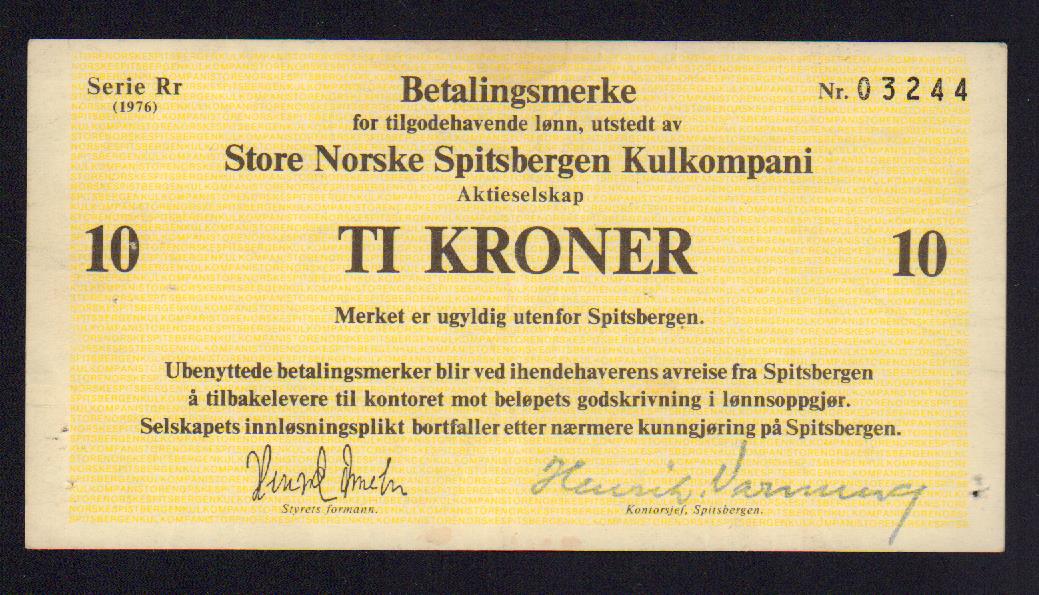 Serie Rr
(1976)
Betalingsmerke
Nr. 03244
for tilgodehavende lønn, utstedt av
Store Norske Spitsbergen Kulkompani
Aktieselskap
10 TI KRONER 10
Merket er ugyldig utenfor Spitsbergen.
Ubenyttede betalingsmerker blir ved ihendehaverens avreise fra Spitsbergen
å tilbakelevere til kontoret mot beløpets godskrivning i lønnsoppgjør.
Selskapets innløsningsplikt bortfaller etter nærmere kunngjøring på Spitsbergen.
Henrik Varming
Styrets formann.
Kontorsjef, Spitsbergen.